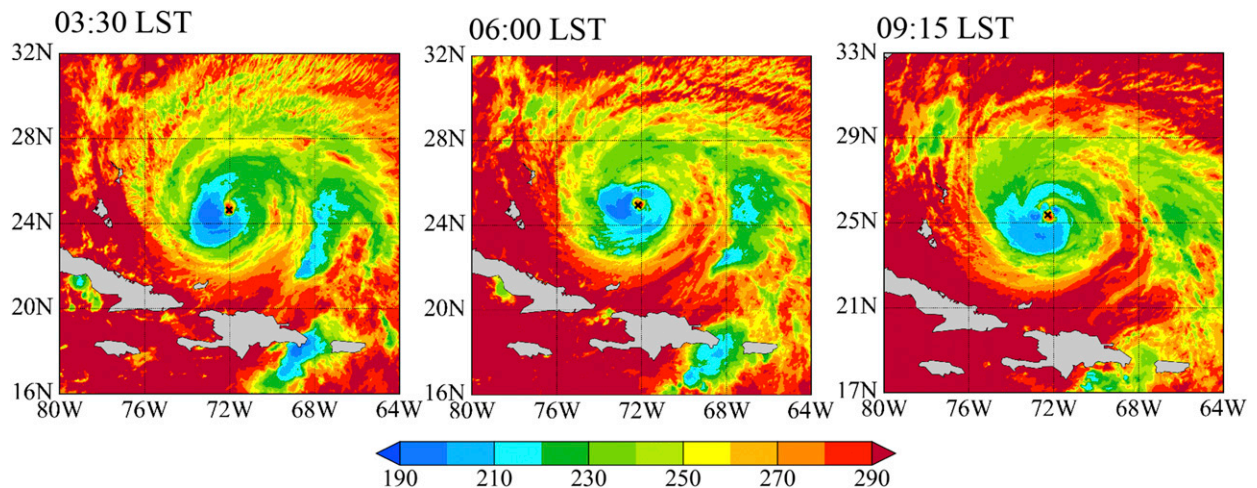 03:30 LST
06:00 LST
09:15 LST
32N
28N
24N
20N
16N
80W 76W 72W 68W 64W
32N
28N
24N
20N
16N
80W 76W 72W 68W 64W
33N
29N
25N
21N
17N
80W 76W 72W 68W 64W
190 210 230 250 270 290